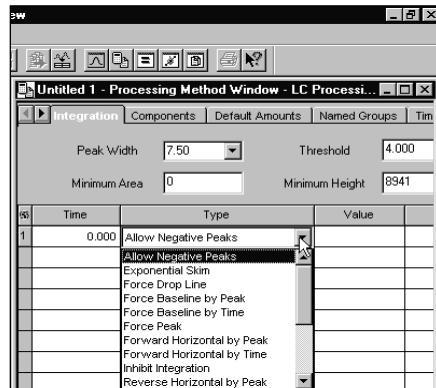 ew
Untitled 1 - Processing Method Window - LC Processi...
Integration Components Default Amounts Named Groups Tim
Peak Width 7.50 Threshold 4.000
Minimum Area 0 Minimum Height 8941
Time Type Value
1 0.000 Allow Negative Peaks
Allow Negative Peaks
Exponential Skim
Force Drop Line
Force Baseline by Peak
Force Baseline by Time
Force Peak
Forward Horizontal by Peak
Forward Horizontal by Time
Inhibit Integration
Reverse Horizontal by Peak